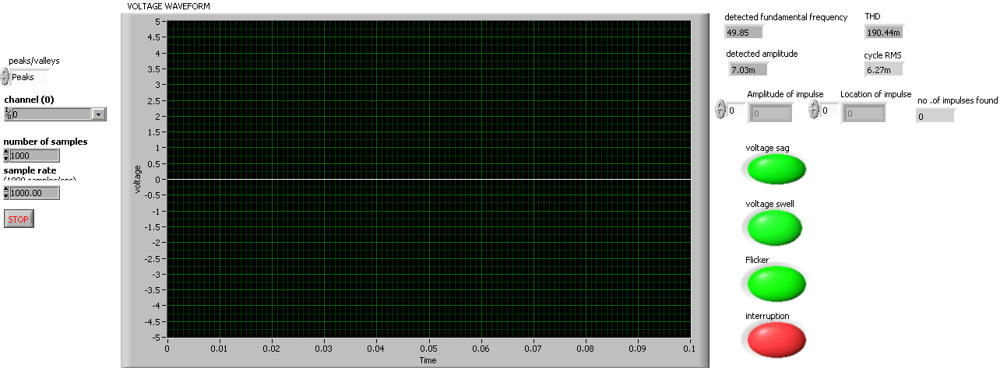 VOLTAGE WAVEFORM
peaks/valleys
Peaks
channel (0)
0
number of samples
1000
sample rate
(1000 samples/sec)
1000.00
STOP
voltage
5
4.5
4
3.5
3
2.5
2
1.5
1
0.5
0
-0.5
-1
-1.5
-2
-2.5
-3
-3.5
-4
-4.5
-5
0 0.01 0.02 0.03 0.04 0.05 0.06 0.07 0.08 0.09 0.1
Time
detected fundamental frequency
49.85
THD
190.44m
detected amplitude
7.03m
cycle RMS
6.27m
Amplitude of impulse
0 0
Location of impulse
0 0
no .of impulses found
0
voltage sag
voltage swell
Flicker
interruption